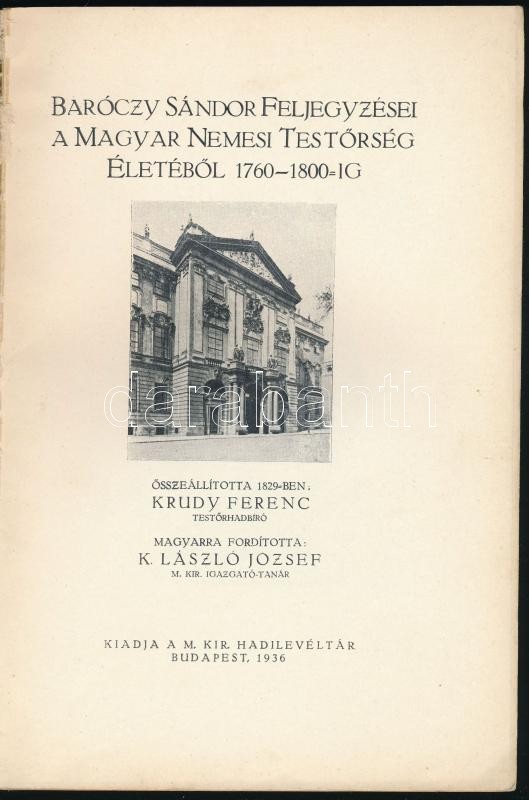 BARÓCZY SÁNDOR FELJEGYZÉSEI
A MAGYAR NEMESI TESTŐRSÉG
ÉLETÉBŐL 1760—1800=IG
darabanth
ÖSSZEÁLLÍTOTTA 1829=BEN:
KRUDY FERENC
TESTŐRHADBÍRÓ
MAGYARRA FORDÍTOTTA:
K. LÁSZLÓ JÓZSEF
M. KIR. IGAZGATÓ-TANÁR
KIADJA A M. KIR. HADILEVÉLTÁR
BUDAPEST, 1936